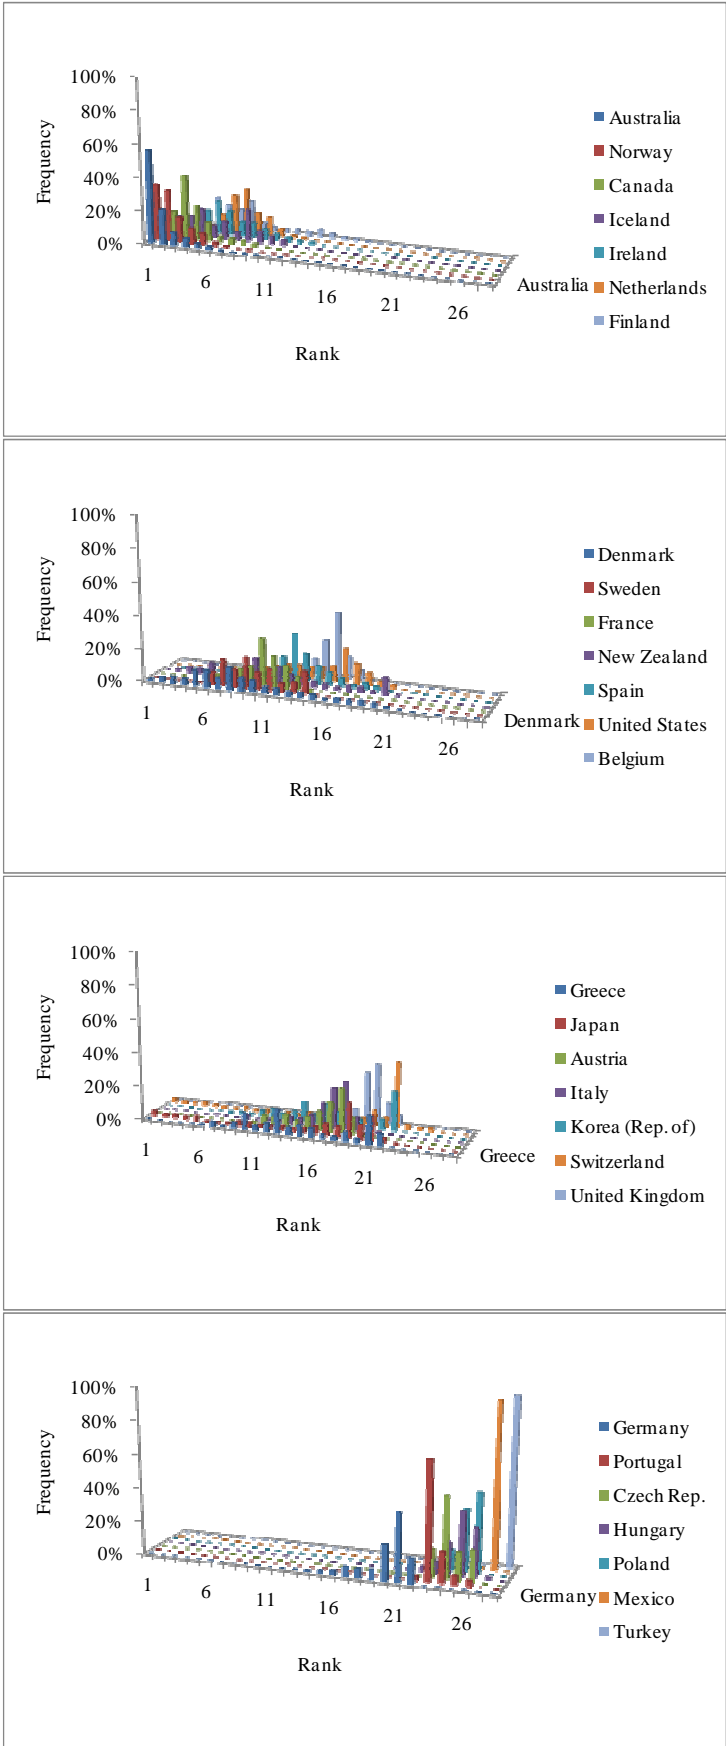 100%
80%
60%
40%
20%
0%
Frequency
1
6
11
16
21
26
Rank
Australia
Australia
Norway
Canada
Iceland
Ireland
Netherlands
Finland
100%
80%
60%
40%
20%
0%
Frequency
1
6
11
16
21
26
Rank
Denmark
Denmark
Sweden
France
New Zealand
Spain
United States
Belgium
100%
80%
60%
40%
20%
0%
Frequency
1
6
11
16
21
26
Rank
Greece
Greece
Japan
Austria
Italy
Korea (Rep. of)
Switzerland
United Kingdom
100%
80%
60%
40%
20%
0%
Frequency
1
6
11
16
21
26
Rank
Germany
Germany
Portugal
Czech Rep.
Hungary
Poland
Mexico
Turkey